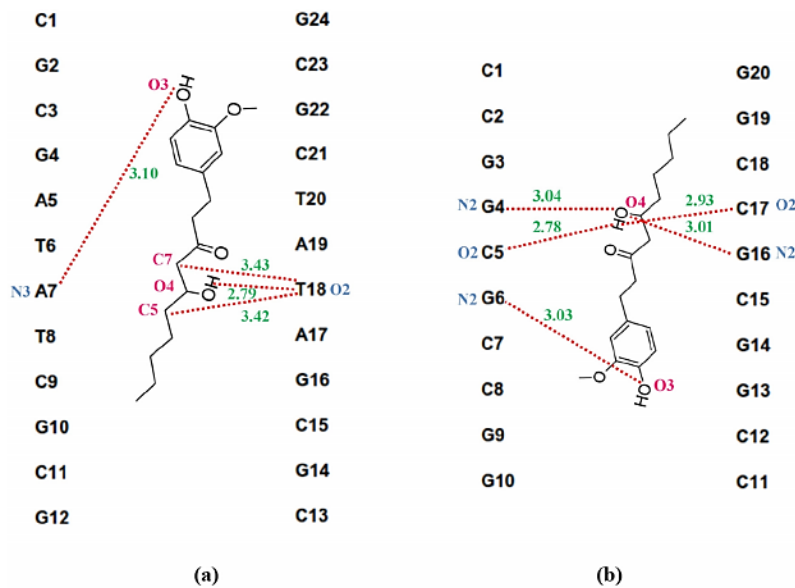 C1 G24
G2 C23
O3 OH
C3 G22
O
G4 C21
3.10
A5 T20
T6 A19
O
C7 3.43
N3 A7 O4 HO 2.79 T18 O2
C5 3.42
T8 A17
C9 G16
G10 C15
C11 G14
G12 C13
(a)
C1 G20
C2 G19
G3 C18
N2 G4 3.04 O4 2.93 C17 O2
HO
O2 C5 2.78 3.01 G16 N2
O
N2 G6 C15
3.03
C7 G14
O
C8 OH O3 G13
G9 C12
G10 C11
(b)